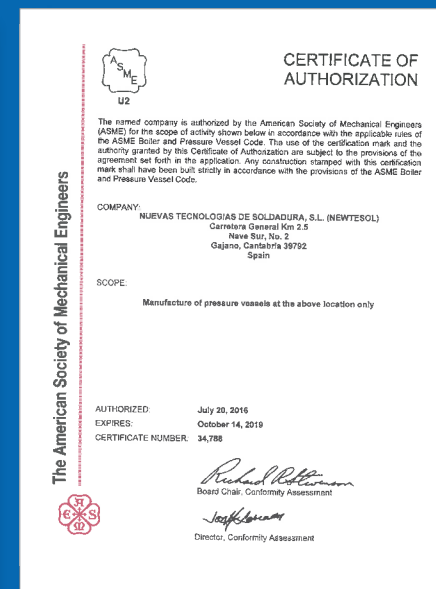 ASME
U2
CERTIFICATE OF
AUTHORIZATION
The named company is authorized by the American Society of Mechanical Engineers
(ASME) for the scope of activity shown below in accordance with the applicable rules of
the ASME Boiler and Pressure Vessel Code. The use of the certification mark and the
authority granted by this Certificate of Authorization are subject to the provisions of the
agreement set forth in the application. Any construction stamped with this certification
mark shall have been built strictly in accordance with the provisions of the ASME Boiler
and Pressure Vessel Code.
COMPANY:
NUEVAS TECNOLOGIAS DE SOLDADURA, S.L. (NEWTESOL)
Carretera General Km 2.5
Nave Sur, No. 2
Gajano, Cantabria 39792
Spain
SCOPE:
Manufacture of pressure vessels at the above location only
AUTHORIZED: July 20, 2016
EXPIRES: October 14, 2019
CERTIFICATE NUMBER: 34,788
Board Chair, Conformity Assessment
Director, Conformity Assessment
The American Society of Mechanical Engineers